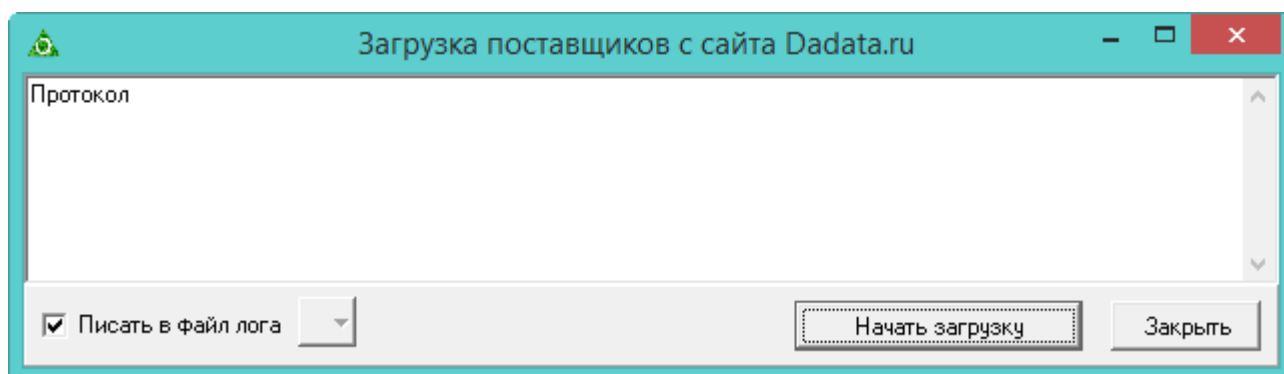 Загрузка поставщиков с сайта Dadata.ru
Протокол
Писать в файл лога
Начать загрузку
Закрыть